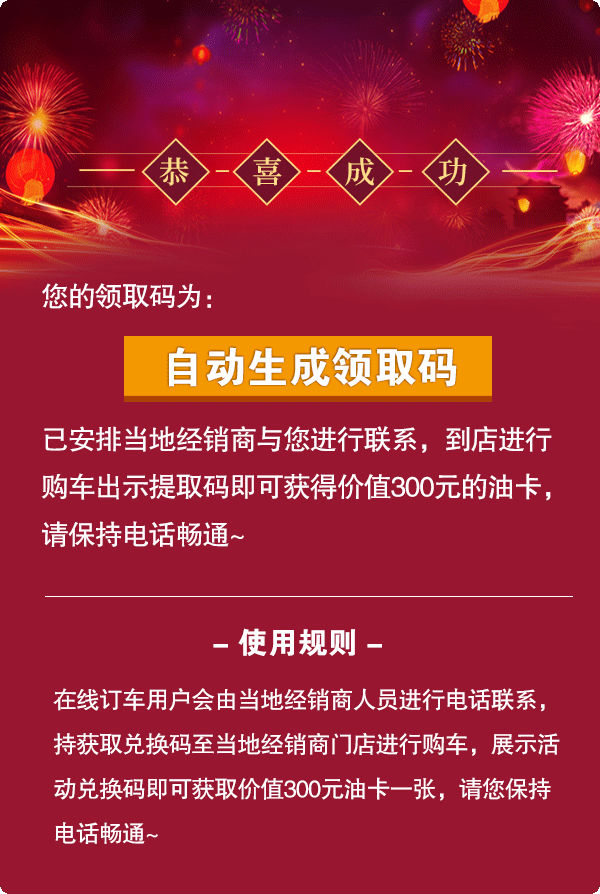 恭喜成功
您的领取码为：
自动生成领取码
已安排当地经销商与您进行联系，到店进行
购车出示提取码即可获得价值300元的油卡，
请保持电话畅通~
– 使用规则 –
在线订车用户会由当地经销商人员进行电话联系，
持获取兑换码至当地经销商门店进行购车，展示活
动兑换码即可获取价值300元油卡一张，请您保持
电话畅通~